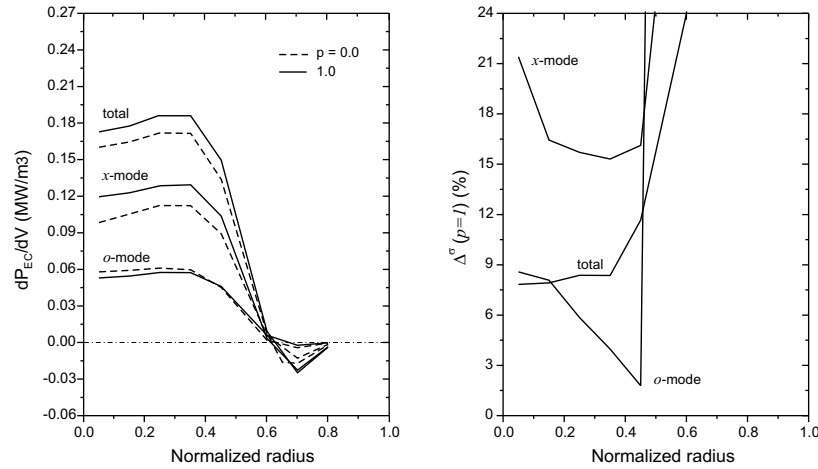 0.27
0.24
0.21
0.18
0.15
0.12
0.09
0.06
0.03
0.00
-0.03
-0.06
dP_EC/dV (MW/m3)
p = 0.0
1.0
total
x-mode
o-mode
0.0 0.2 0.4 0.6 0.8 1.0
Normalized radius
24
21
18
15
12
9
6
3
0
Δ^σ (p=1) (%)
x-mode
total
o-mode
0.0 0.2 0.4 0.6 0.8 1.0
Normalized radius